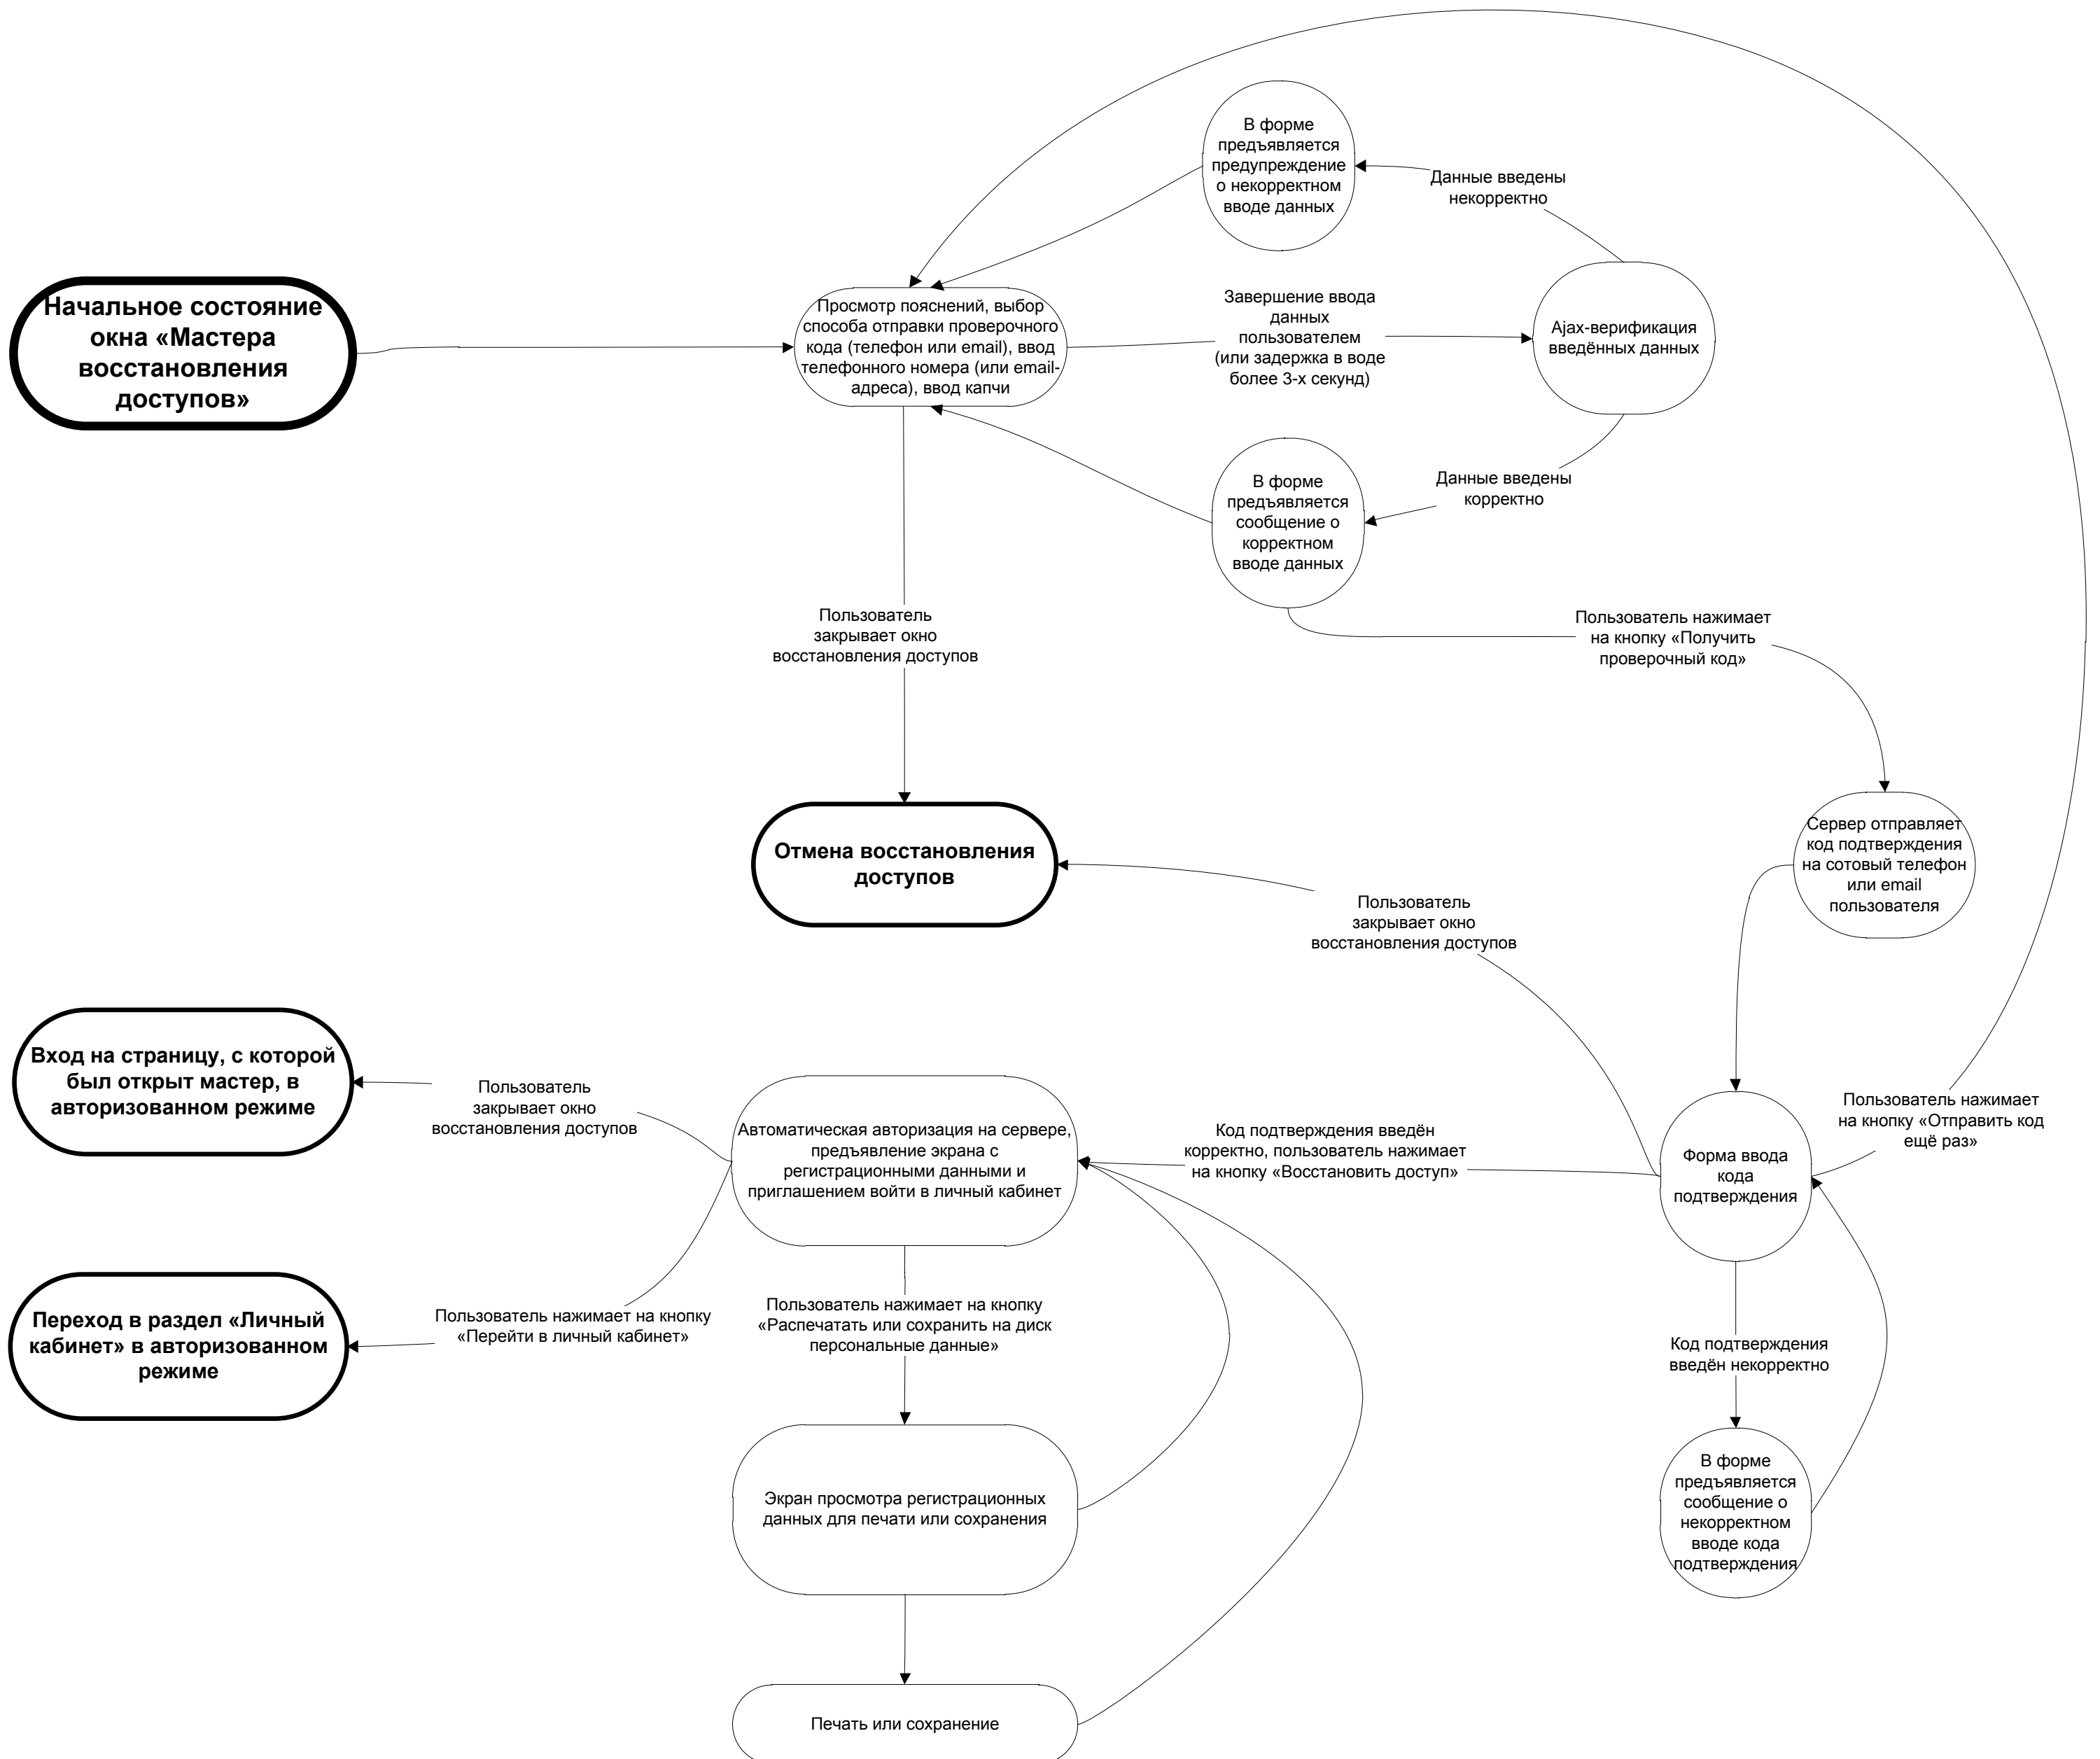 В форме
предъявляется
предупреждение
о некорректном
вводе данных
Данные введены
некорректно
Начальное состояние
окна «Мастера
восстановления
доступов»
Просмотр пояснений, выбор
способа отправки проверочного
кода (телефон или email), ввод
телефонного номера (или email-
адреса), ввод капчи
Завершение ввода
данных
пользователем
(или задержка в воде
более 3-х секунд)
Ajax-верификация
введённых данных
В форме
предъявляется
сообщение о
корректном
вводе данных
Данные введены
корректно
Пользователь
закрывает окно
восстановления доступов
Пользователь нажимает
на кнопку «Получить
проверочный код»
Отмена восстановления
доступов
Сервер отправляет
код подтверждения
на сотовый телефон
или email
пользователя
Пользователь
закрывает окно
восстановления доступов
Вход на страницу, с которой
был открыт мастер, в
авторизованном режиме
Пользователь
закрывает окно
восстановления доступов
Автоматическая авторизация на сервере,
предъявление экрана с
регистрационными данными и
приглашением войти в личный кабинет
Код подтверждения введён
корректно, пользователь нажимает
на кнопку «Восстановить доступ»
Форма ввода
кода
подтверждения
Пользователь нажимает
на кнопку «Отправить код
ещё раз»
Переход в раздел «Личный
кабинет» в авторизованном
режиме
Пользователь нажимает на кнопку
«Перейти в личный кабинет»
Пользователь нажимает на кнопку
«Распечатать или сохранить на диск
персональные данные»
Код подтверждения
введён некорректно
Экран просмотра регистрационных
данных для печати или сохранения
В форме
предъявляется
сообщение о
некорректном
вводе кода
подтверждения
Печать или сохранение